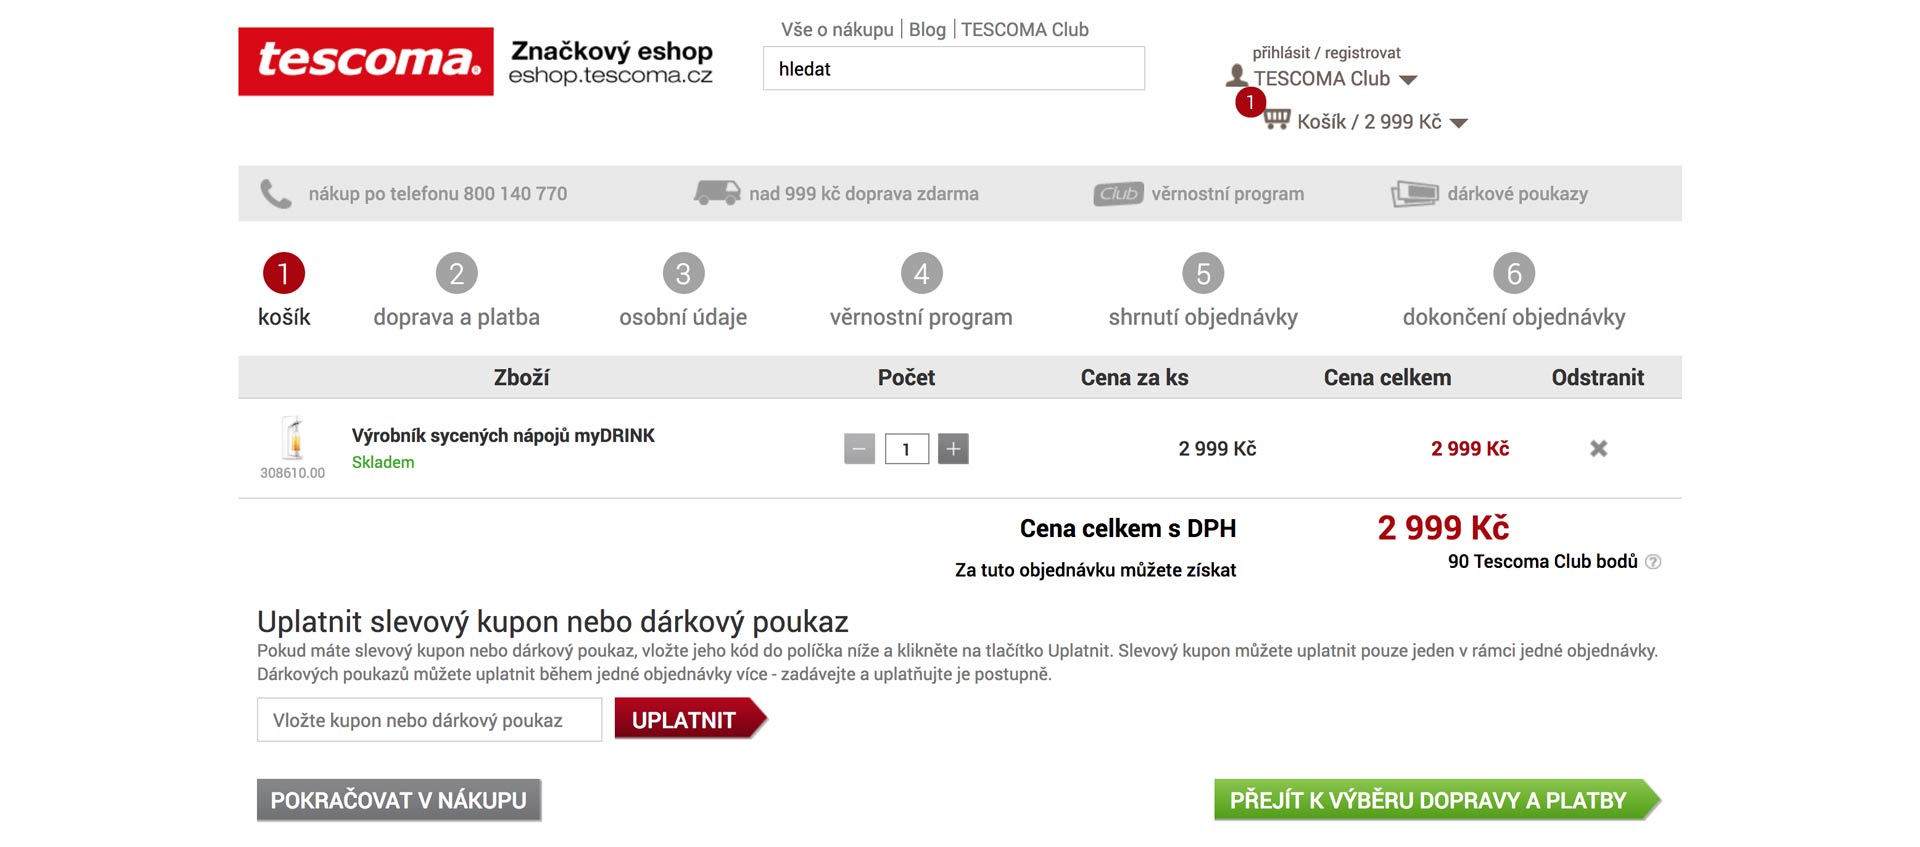 tescoma.
Značkový eshop
eshop.tescoma.cz
Vše o nákupu | Blog | TESCOMA Club
hledat
přihlásit / registrovat
TESCOMA Club
1
Košík / 2 999 Kč
nákup po telefonu 800 140 770
nad 999 kč doprava zdarma
Club věrnostní program
dárkové poukazy
1 košík
2 doprava a platba
3 osobní údaje
4 věrnostní program
5 shrnutí objednávky
6 dokončení objednávky
Zboží Počet Cena za ks Cena celkem Odstranit
Výrobník sycených nápojů myDRINK
Skladem
308610.00
− 1 + 2 999 Kč 2 999 Kč
Cena celkem s DPH 2 999 Kč
Za tuto objednávku můžete získat 90 Tescoma Club bodů ?
Uplatnit slevový kupon nebo dárkový poukaz
Pokud máte slevový kupon nebo dárkový poukaz, vložte jeho kód do políčka níže a klikněte na tlačítko Uplatnit. Slevový kupon můžete uplatnit pouze jeden v rámci jedné objednávky.
Dárkových poukazů můžete uplatnit během jedné objednávky více - zadávejte a uplatňujte je postupně.
Vložte kupon nebo dárkový poukaz
UPLATNIT
POKRAČOVAT V NÁKUPU
PŘEJÍT K VÝBĚRU DOPRAVY A PLATBY